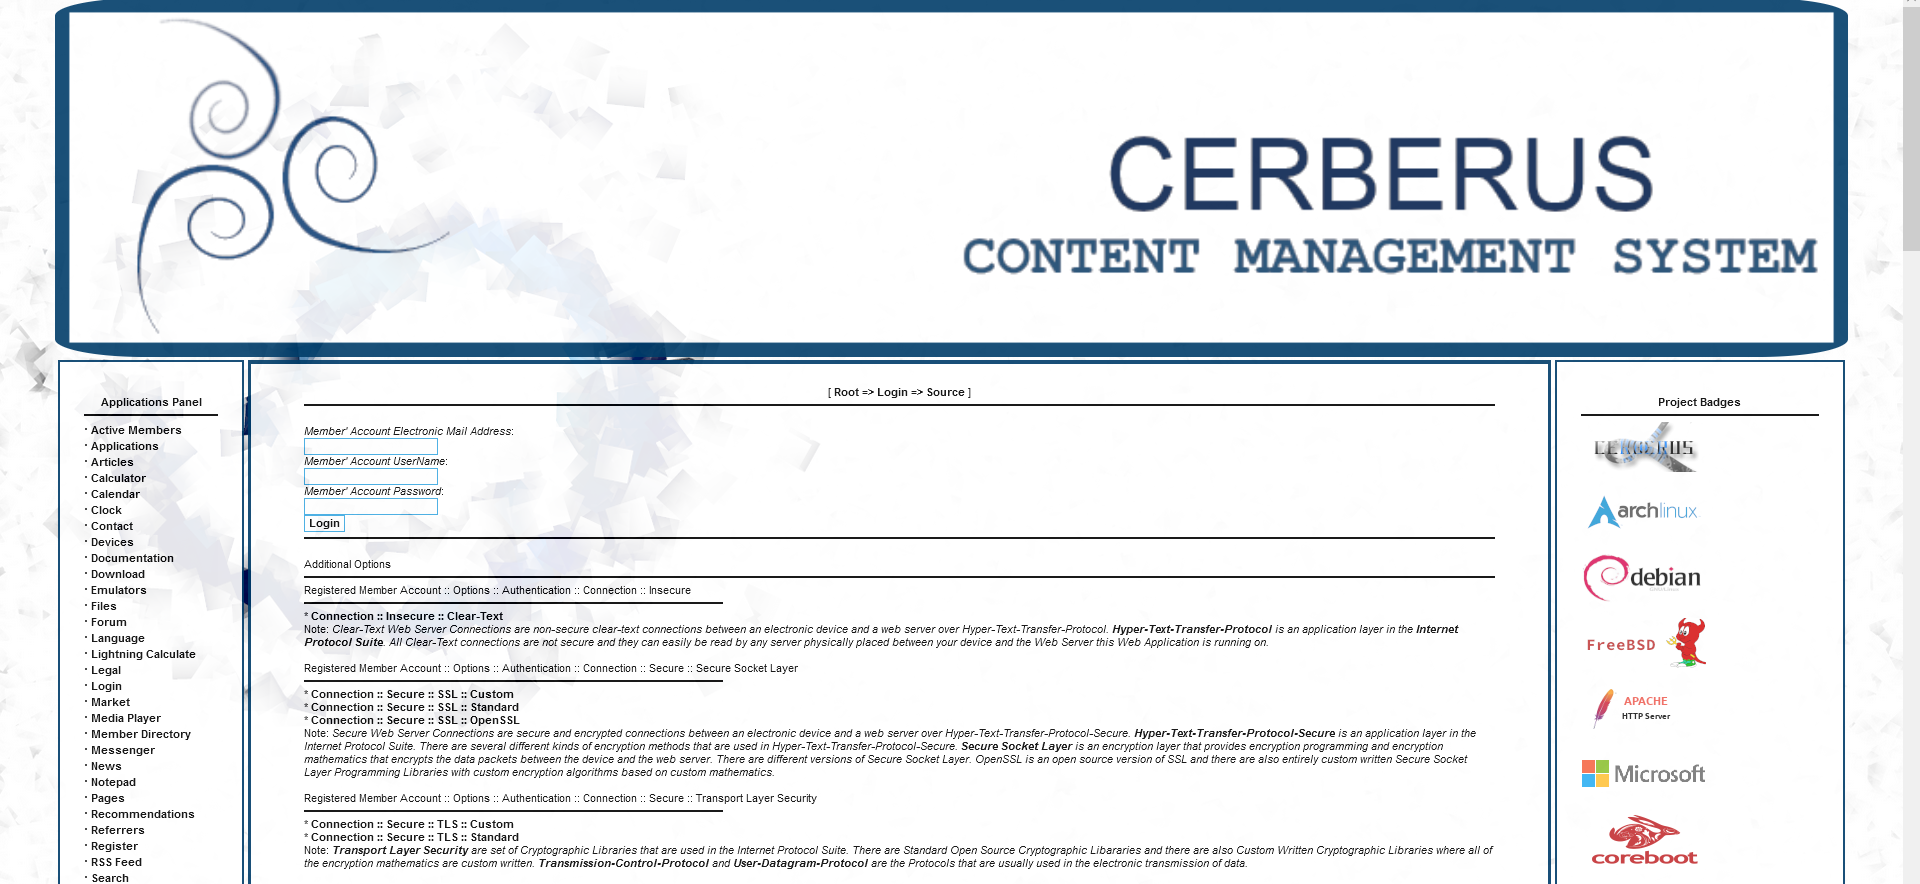 CERBERUS
CONTENT MANAGEMENT SYSTEM
Applications Panel
· Active Members
· Applications
· Articles
· Calculator
· Calendar
· Clock
· Contact
· Devices
· Documentation
· Download
· Emulators
· Files
· Forum
· Language
· Lightning Calculate
· Legal
· Login
· Market
· Media Player
· Member Directory
· Messenger
· News
· Notepad
· Pages
· Recommendations
· Referrers
· Register
· RSS Feed
· Search
[ Root => Login => Source ]
Member' Account Electronic Mail Address:
Member' Account UserName:
Member' Account Password:
Login
Additional Options
Registered Member Account :: Options :: Authentication :: Connection :: Insecure
* Connection :: Insecure :: Clear-Text
Note: Clear-Text Web Server Connections are non-secure clear-text connections between an electronic device and a web server over Hyper-Text-Transfer-Protocol. Hyper-Text-Transfer-Protocol is an application layer in the Internet
Protocol Suite. All Clear-Text connections are not secure and they can easily be read by any server physically placed between your device and the Web Server this Web Application is running on.
Registered Member Account :: Options :: Authentication :: Connection :: Secure :: Secure Socket Layer
* Connection :: Secure :: SSL :: Custom
* Connection :: Secure :: SSL :: Standard
* Connection :: Secure :: SSL :: OpenSSL
Note: Secure Web Server Connections are secure and encrypted connections between an electronic device and a web server over Hyper-Text-Transfer-Protocol-Secure. Hyper-Text-Transfer-Protocol-Secure is an application layer in the
Internet Protocol Suite. There are several different kinds of encryption methods that are used in Hyper-Text-Transfer-Protocol-Secure. Secure Socket Layer is an encryption layer that provides encryption programming and encryption
mathematics that encrypts the data packets between the device and the web server. There are different versions of Secure Socket Layer. OpenSSL is an open source version of SSL and there are also entirely custom written Secure Socket
Layer Programming Libraries with custom encryption algorithms based on custom mathematics.
Registered Member Account :: Options :: Authentication :: Connection :: Secure :: Transport Layer Security
* Connection :: Secure :: TLS :: Custom
* Connection :: Secure :: TLS :: Standard
Note: Transport Layer Security are set of Cryptographic Libraries that are used in the Internet Protocol Suite. There are Standard Open Source Cryptographic Libararies and there are also Custom Written Cryptographic Libraries where all of
the encryption mathematics are custom written. Transmission-Control-Protocol and User-Datagram-Protocol are the Protocols that are usually used in the electronic transmission of data.
Project Badges
CERBERUS
archlinux
debian
FreeBSD
APACHE
HTTP Server
Microsoft
coreboot